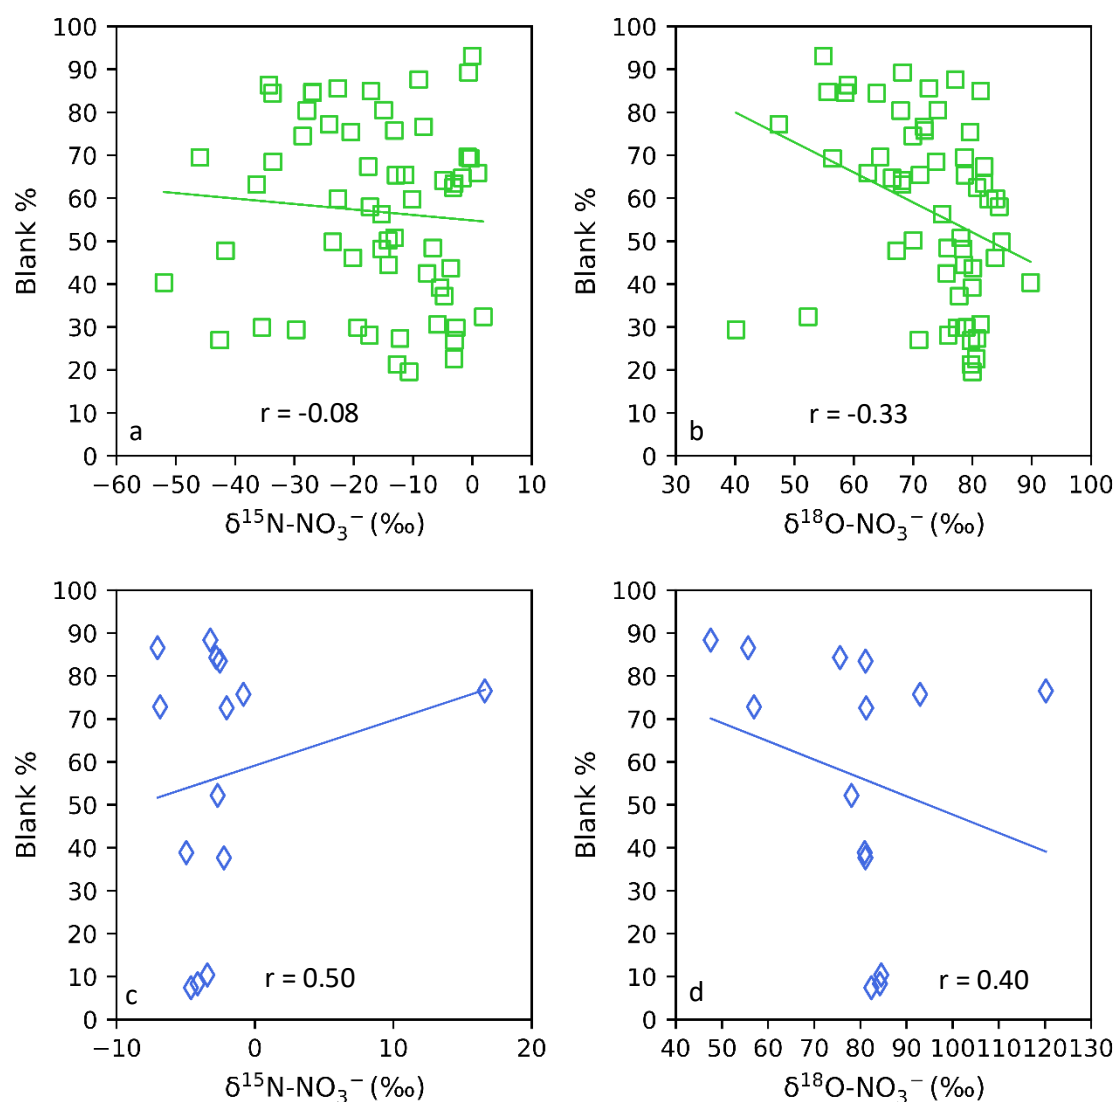 100
90
80
70
60
50
40
30
20
10
0
Blank %
r = -0.08
a
−60 −50 −40 −30 −20 −10 0 10
δ¹⁵N-NO₃⁻ (‰)
100
90
80
70
60
50
40
30
20
10
0
Blank %
r = -0.33
b
30 40 50 60 70 80 90 100
δ¹⁸O-NO₃⁻ (‰)
100
90
80
70
60
50
40
30
20
10
0
Blank %
r = 0.50
c
−10 0 10 20
δ¹⁵N-NO₃⁻ (‰)
100
90
80
70
60
50
40
30
20
10
0
Blank %
r = 0.40
d
40 50 60 70 80 90 100 110 120 130
δ¹⁸O-NO₃⁻ (‰)